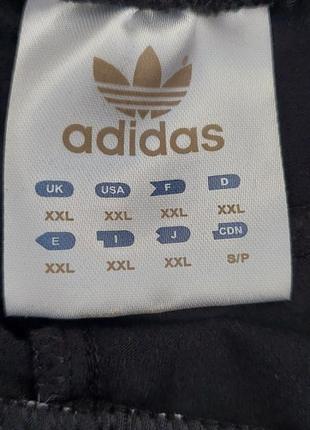 adidas
UK USA F D
XXL XXL XXL XXL
E I J CDN
XXL XXL XXL S/P